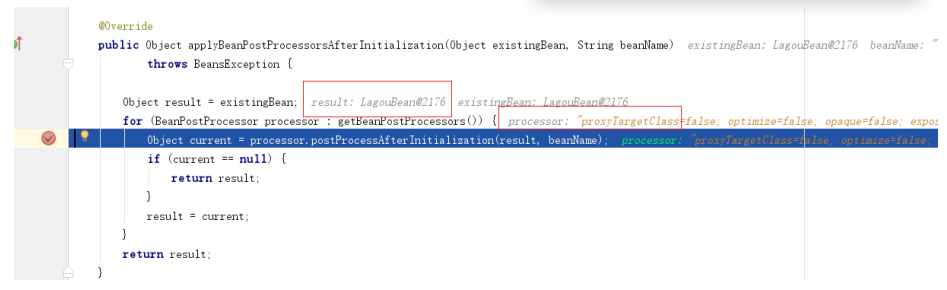 @Override
public Object applyBeanPostProcessorsAfterInitialization(Object existingBean, String beanName)  existingBean: LagouBean@2176  beanName: "
throws BeansException {
Object result = existingBean;  result: LagouBean@2176  existingBean: LagouBean@2176
for (BeanPostProcessor processor : getBeanPostProcessors()) {  processor: "proxyTargetClass=false; optimize=false; opaque=false; expos
Object current = processor.postProcessAfterInitialization(result, beanName);  processor: "proxyTargetClass=false; optimize=false;
if (current == null) {
return result;
}
result = current;
}
return result;
}